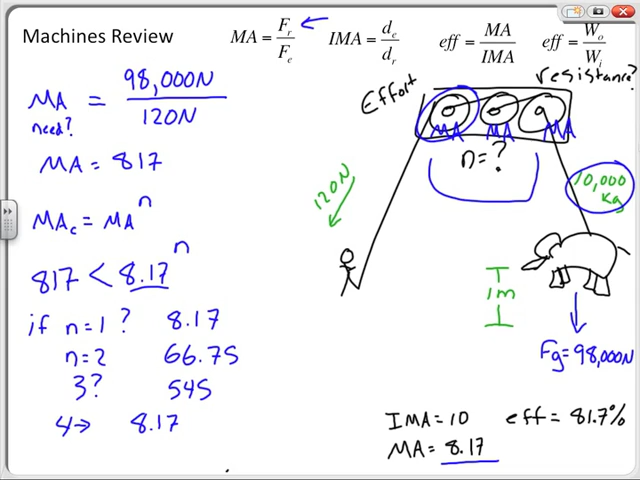 Machines Review
MA = Fr / Fe
IMA = de / dr
eff = MA / IMA
eff = Wo / Wi
MA = 98,000N / 120N
need?
MA = 817
MAc = MA^n
817 < 8.17^n
if n=1 ? 8.17
n=2 66.75
3? 545
4→ 8.17
Effort
resistance?
MA MA MA
n=?
120N
10,000
Kg
1m
Fg=98,000N
IMA=10 eff=81.7%
MA=8.17